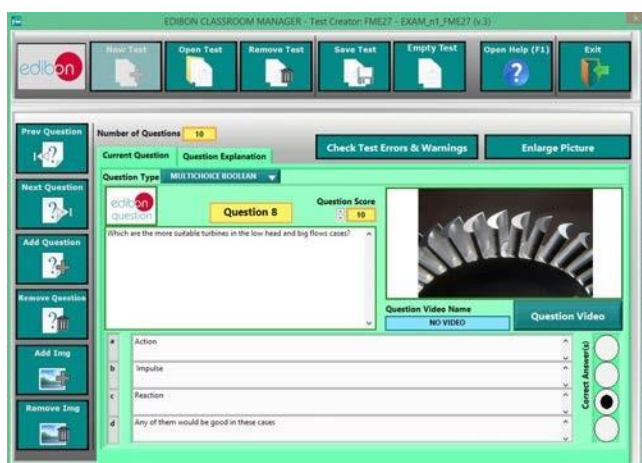 EDIBON CLASSROOM MANAGER - Test Creator: FME27 - EXAM_n1_FME27 (v.3)
edibon
New Test
Open Test
Remove Test
Save Test
Empty Test
Open Help (F1)
Exit
Prev Question
Number of Questions 10
Current Question
Question Explanation
Check Test Errors & Warnings
Enlarge Picture
Question Type MULTICHOICE BOOLLEAN
Next Question
edibon
question
Question 8
Question Score
10
Which are the more suitable turbines in the low head and big flows cases?
Add Question
Remove Question
Question Video Name
NO VIDEO
Question Video
Add Img
a Action
b Impulse
c Reaction
d Any of them would be good in these cases
Correct Answer(s)
Remove Img